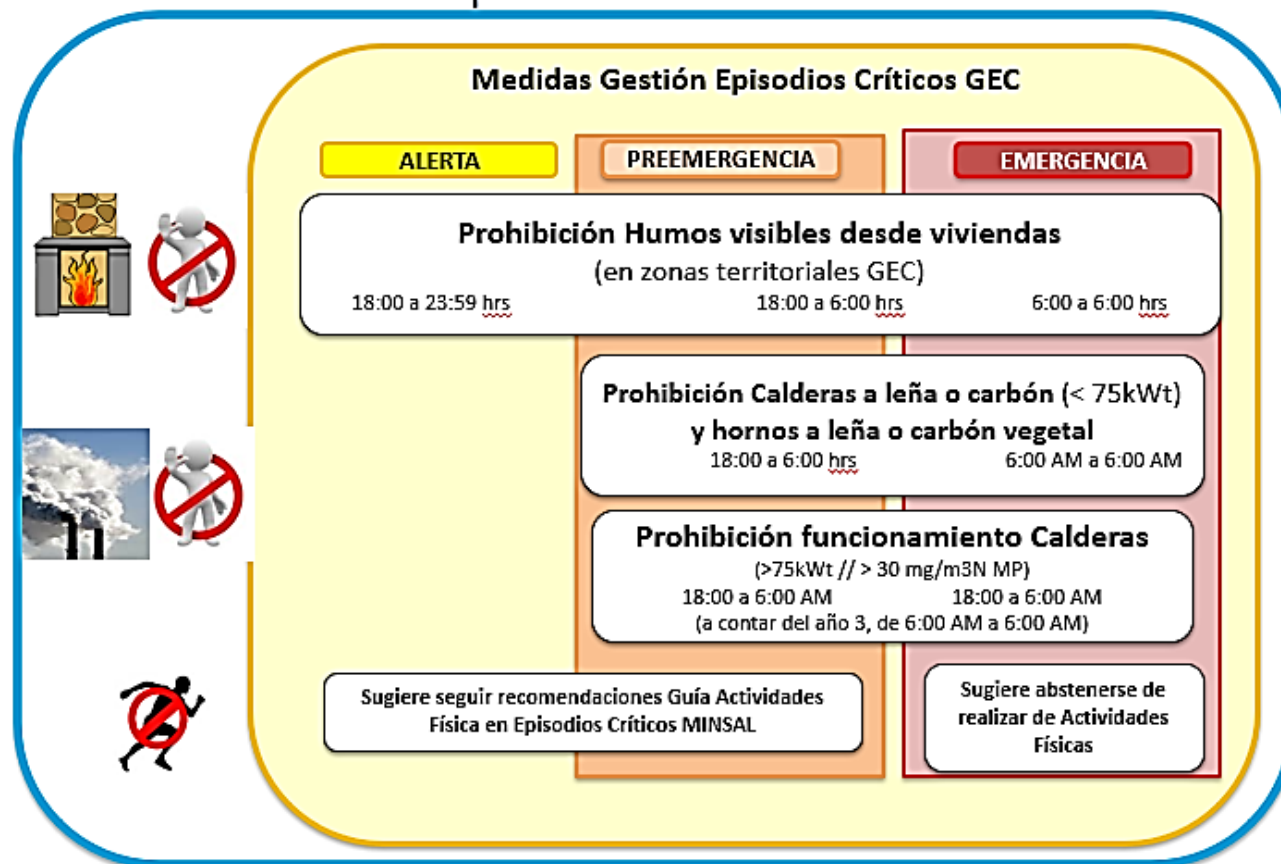 Medidas Gestión Episodios Críticos GEC
ALERTA
PREEMERGENCIA
EMERGENCIA
Prohibición Humos visibles desde viviendas
(en zonas territoriales GEC)
18:00 a 23:59 hrs
18:00 a 6:00 hrs
6:00 a 6:00 hrs
Prohibición Calderas a leña o carbón (< 75kWt)
y hornos a leña o carbón vegetal
18:00 a 6:00 hrs
6:00 AM a 6:00 AM
Prohibición funcionamiento Calderas
(>75kWt // > 30 mg/m3N MP)
18:00 a 6:00 AM
18:00 a 6:00 AM
(a contar del año 3, de 6:00 AM a 6:00 AM)
Sugiere seguir recomendaciones Guía Actividades
Física en Episodios Críticos MINSAL
Sugiere abstenerse de
realizar de Actividades
Físicas